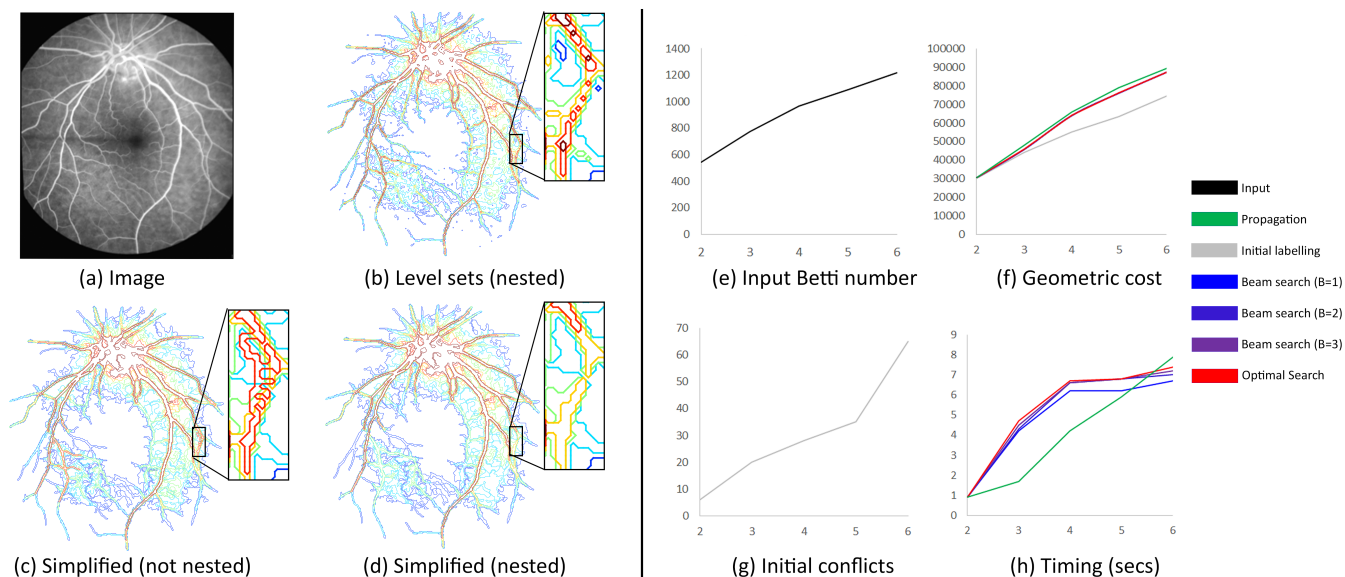 (a) Image
(b) Level sets (nested)
(c) Simplified (not nested)
(d) Simplified (nested)
1400
1200
1000
800
600
400
200
0
2 3 4 5 6
(e) Input Betti number
100000
90000
80000
70000
60000
50000
40000
30000
20000
10000
0
2 3 4 5 6
(f) Geometric cost
70
60
50
40
30
20
10
0
2 3 4 5 6
(g) Initial conflicts
9
8
7
6
5
4
3
2
1
0
2 3 4 5 6
(h) Timing (secs)
Input
Propagation
Initial labelling
Beam search (B=1)
Beam search (B=2)
Beam search (B=3)
Optimal Search